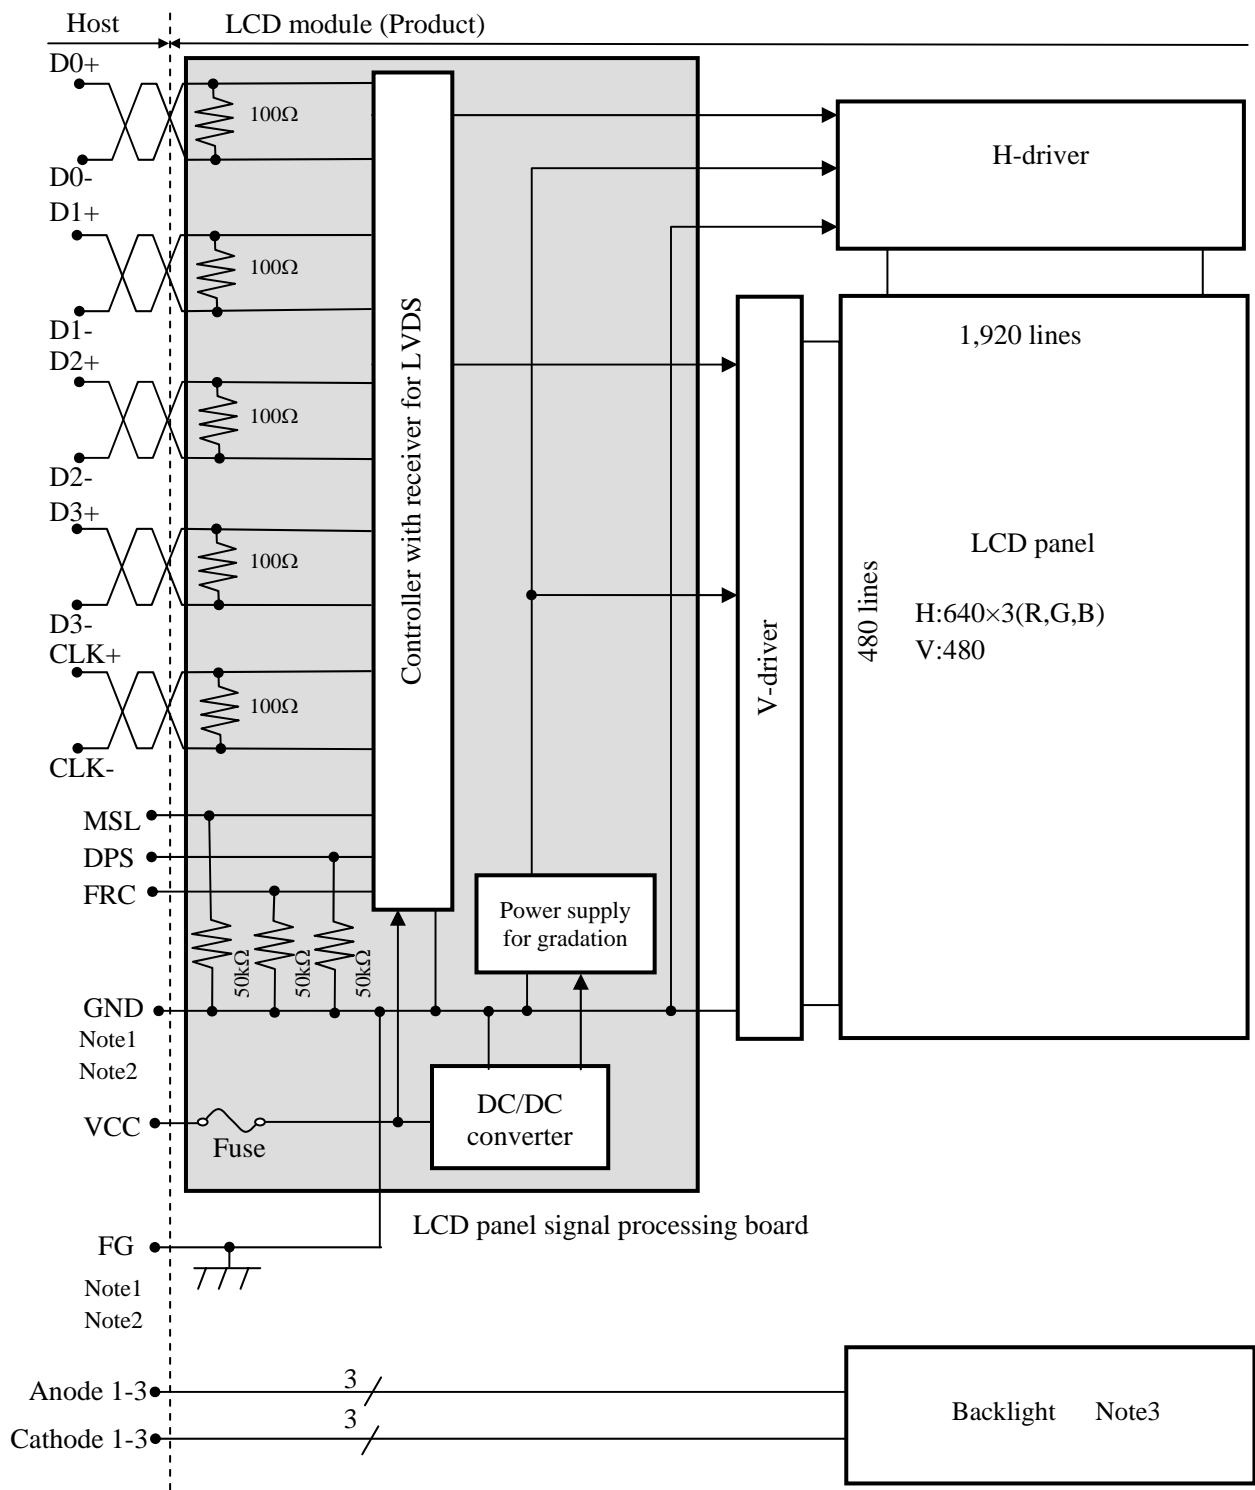 Host
LCD module (Product)
D0+
100Ω
D0-
D1+
100Ω
D1-
D2+
100Ω
D2-
D3+
100Ω
D3-
CLK+
100Ω
CLK-
MSL
DPS
FRC
50kΩ
50kΩ
50kΩ
GND
Note1
Note2
VCC
Fuse
FG
Note1
Note2
Controller with receiver for LVDS
Power supply
for gradation
DC/DC
converter
LCD panel signal processing board
H-driver
V-driver
1,920 lines
480 lines
LCD panel
H:640×3(R,G,B)
V:480
Anode 1-3
3
Cathode 1-3
3
Backlight Note3